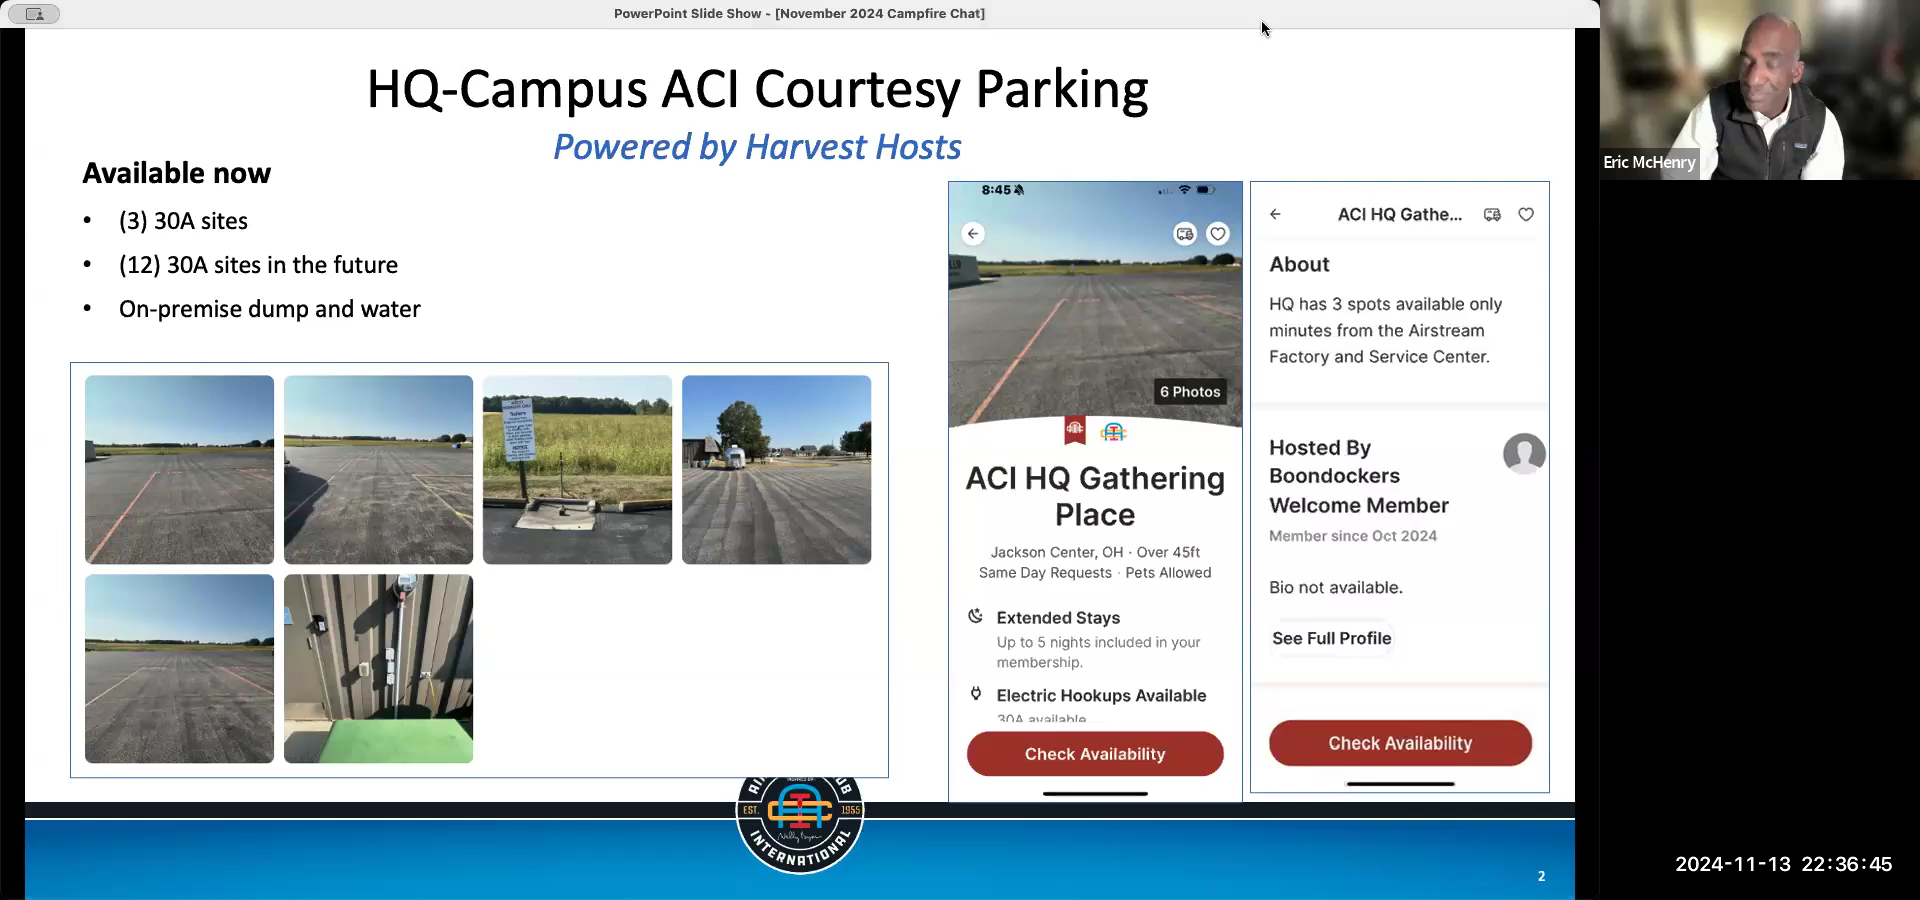 PowerPoint Slide Show - [November 2024 Campfire Chat]
HQ-Campus ACI Courtesy Parking
Powered by Harvest Hosts
Available now
• (3) 30A sites
• (12) 30A sites in the future
• On-premise dump and water
8:45
6 Photos
ACI HQ Gathering
Place
Jackson Center, OH · Over 45ft
Same Day Requests · Pets Allowed
Extended Stays
Up to 5 nights included in your
membership.
Electric Hookups Available
30A available
Check Availability
ACI HQ Gathe...
About
HQ has 3 spots available only
minutes from the Airstream
Factory and Service Center.
Hosted By
Boondockers
Welcome Member
Member since Oct 2024
Bio not available.
See Full Profile
Check Availability
EST. 1955
INTERNATIONAL
2
Eric McHenry
2024-11-13 22:36:45